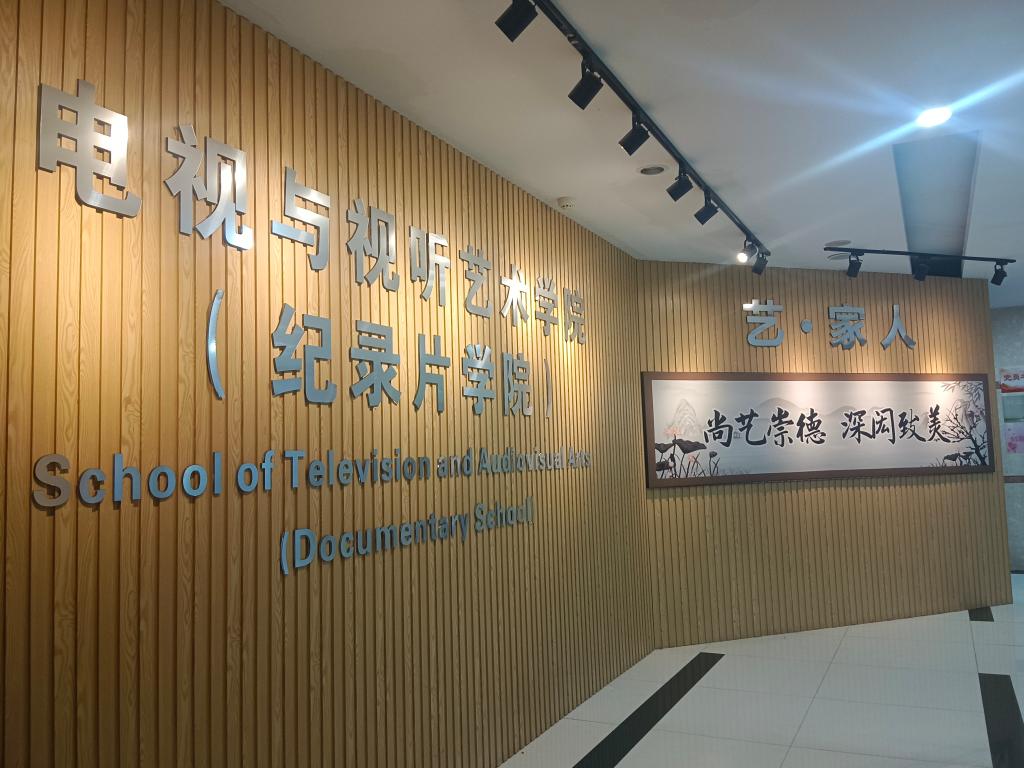 电视与视听艺术学院
（纪录片学院）
School of Television and Audiovisual Arts
(Documentary School)
艺·家人
尚艺崇德 深闳致美